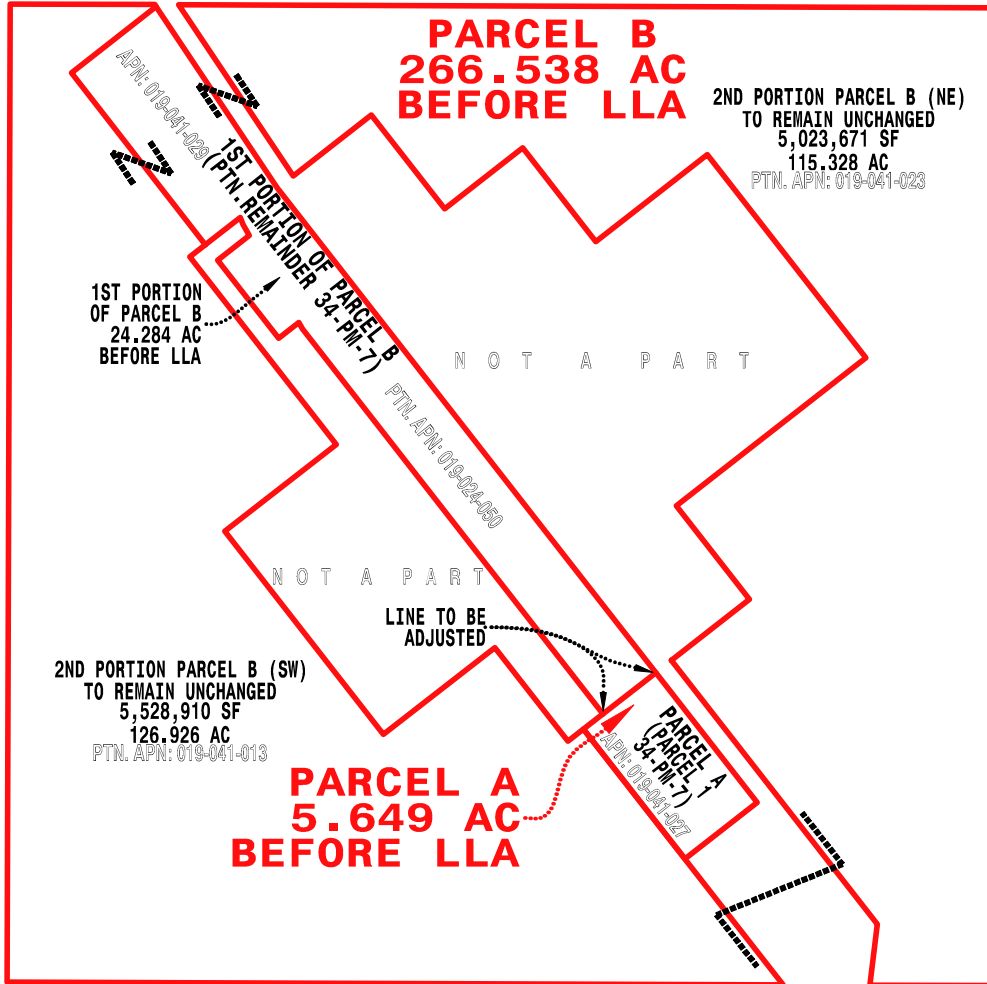 PARCEL B
266.538 AC
BEFORE LLA
2ND PORTION PARCEL B (NE)
TO REMAIN UNCHANGED
5,023,671 SF
115.328 AC
PTN. APN: 019-041-023
APN: 019-041-029
1ST PORTION OF PARCEL B
(PTN. REMAINDER 34-PM-7)
1ST PORTION
OF PARCEL B
24.284 AC
BEFORE LLA
NOT A PART
PTN. APN: 019-024-050
NOT A PART
LINE TO BE
ADJUSTED
2ND PORTION PARCEL B (SW)
TO REMAIN UNCHANGED
5,528,910 SF
126.926 AC
PTN. APN: 019-041-013
PARCEL A
(PARCEL 1
34-PM-7)
APN: 019-041-027
PARCEL A
5.649 AC
BEFORE LLA